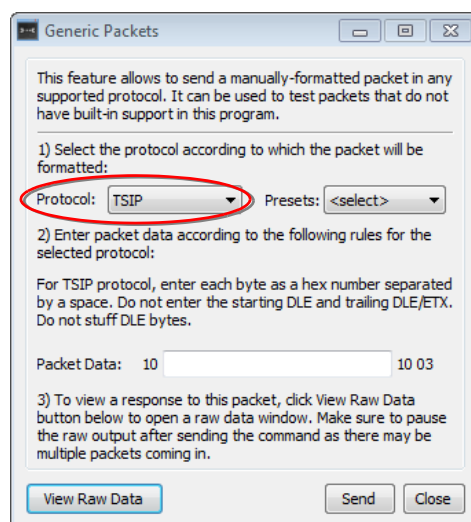 Generic Packets
This feature allows to send a manually-formatted packet in any
supported protocol. It can be used to test packets that do not
have built-in support in this program.
1) Select the protocol according to which the packet will be
formatted:
Protocol: TSIP Presets: <select>
2) Enter packet data according to the following rules for the
selected protocol:
For TSIP protocol, enter each byte as a hex number separated
by a space. Do not enter the starting DLE and trailing DLE/ETX.
Do not stuff DLE bytes.
Packet Data: 10 10 03
3) To view a response to this packet, click View Raw Data
button below to open a raw data window. Make sure to pause
the raw output after sending the command as there may be
multiple packets coming in.
View Raw Data Send Close